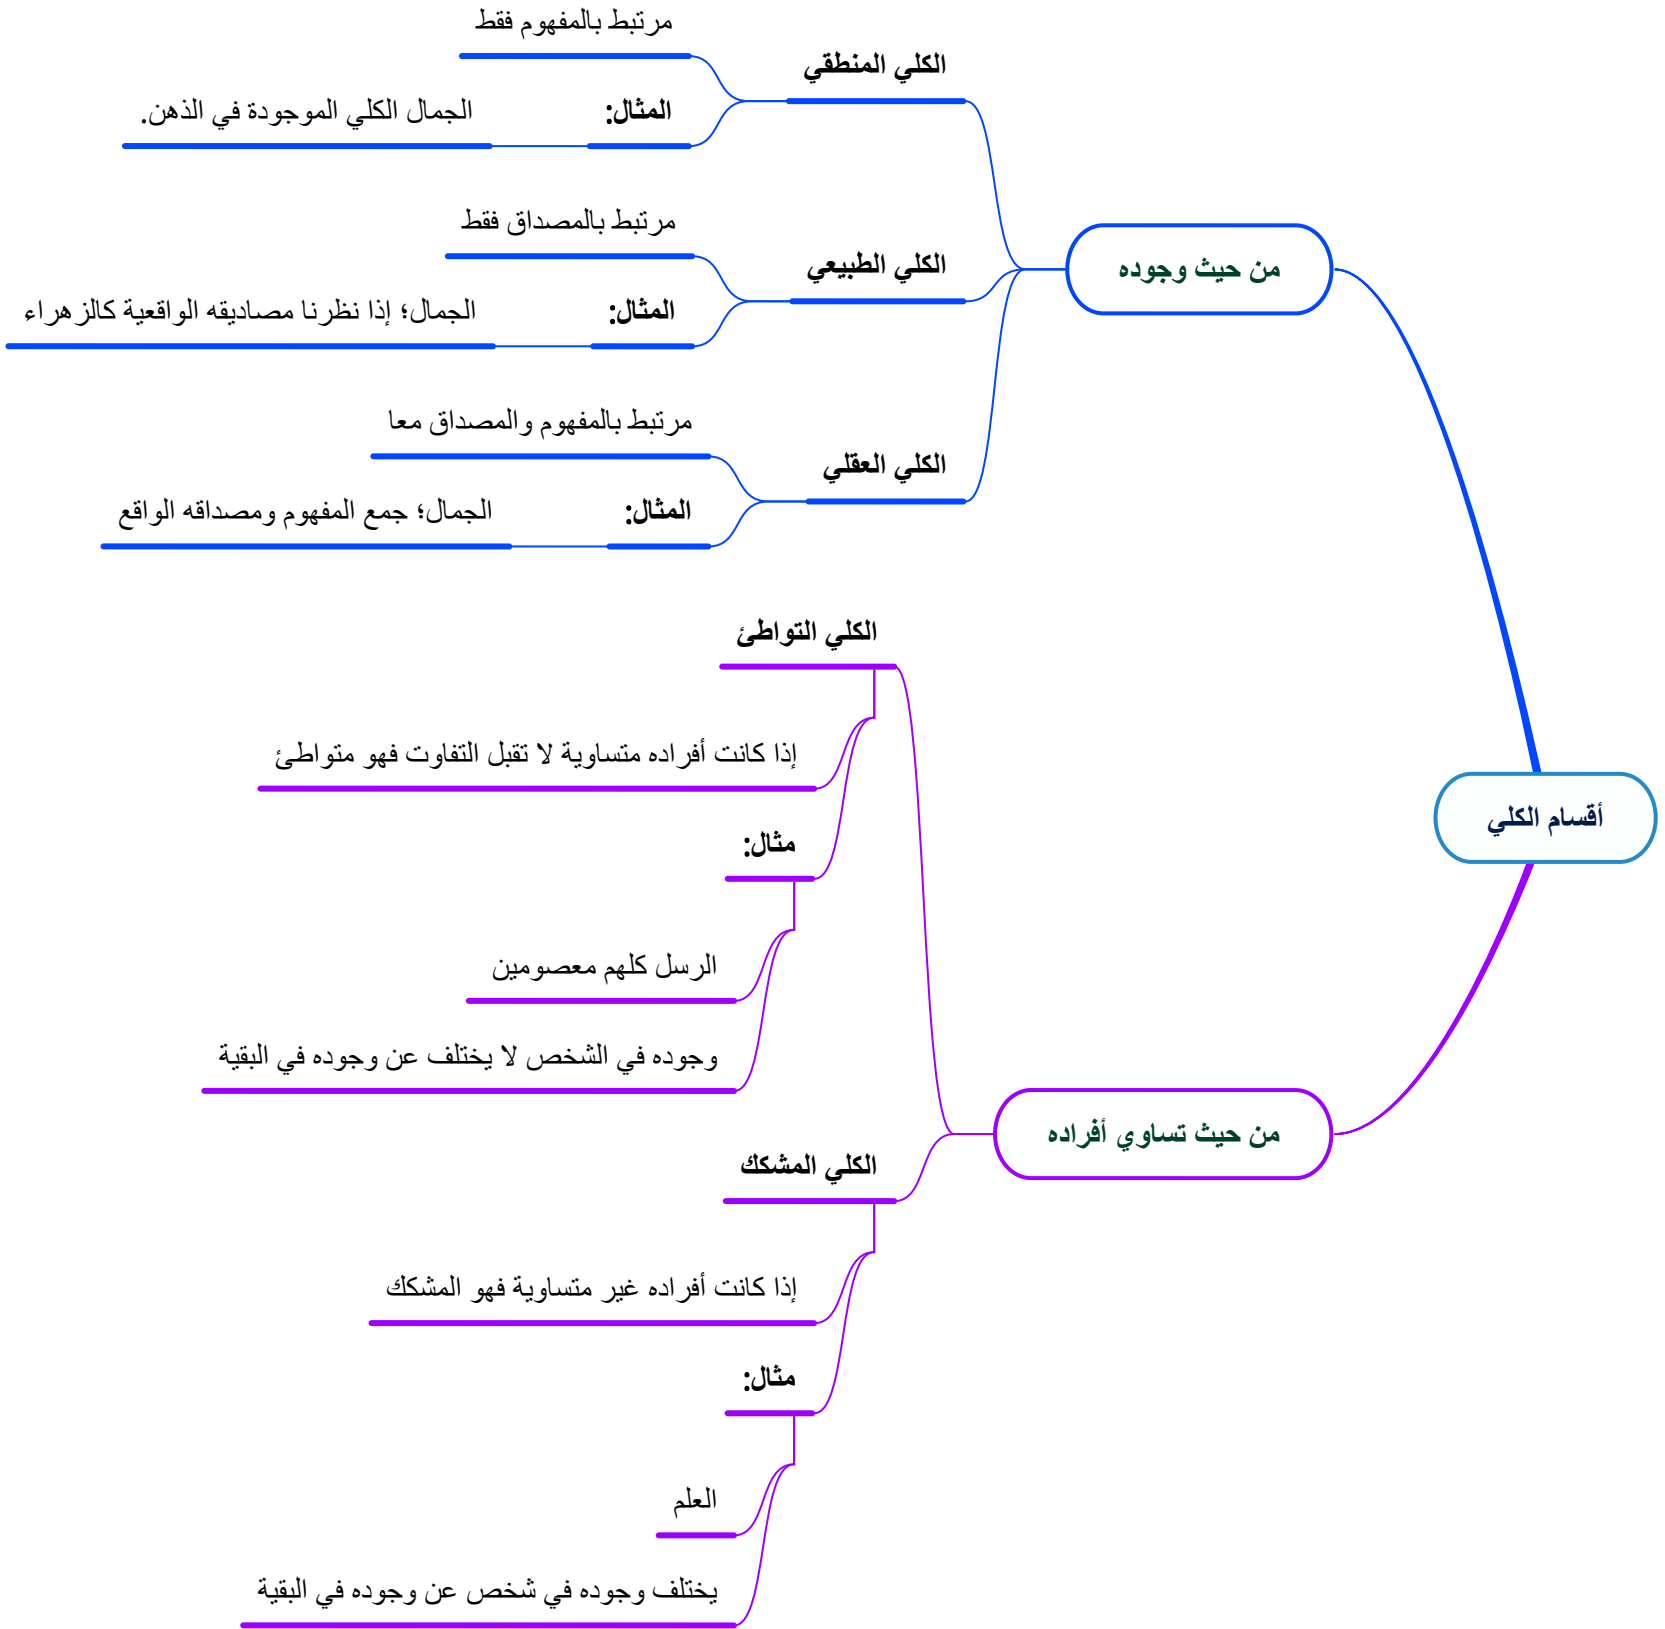 أقسام الكلي
من حيث وجوده
الكلي المنطقي
مرتبط بالمفهوم فقط
المثال:
الجمال الكلي الموجودة في الذهن.
الكلي الطبيعي
مرتبط بالمصداق فقط
المثال:
الجمال؛ إذا نظرنا مصاديقه الواقعية كالزهراء
الكلي العقلي
مرتبط بالمفهوم والمصداق معا
المثال:
الجمال؛ جمع المفهوم ومصداقه الواقع
من حيث تساوي أفراده
الكلي التواطئ
إذا كانت أفراده متساوية لا تقبل التفاوت فهو متواطئ
مثال:
الرسل كلهم معصومين
وجوده في الشخص لا يختلف عن وجوده في البقية
الكلي المشكك
إذا كانت أفراده غير متساوية فهو المشكك
مثال:
العلم
يختلف وجوده في شخص عن وجوده في البقية